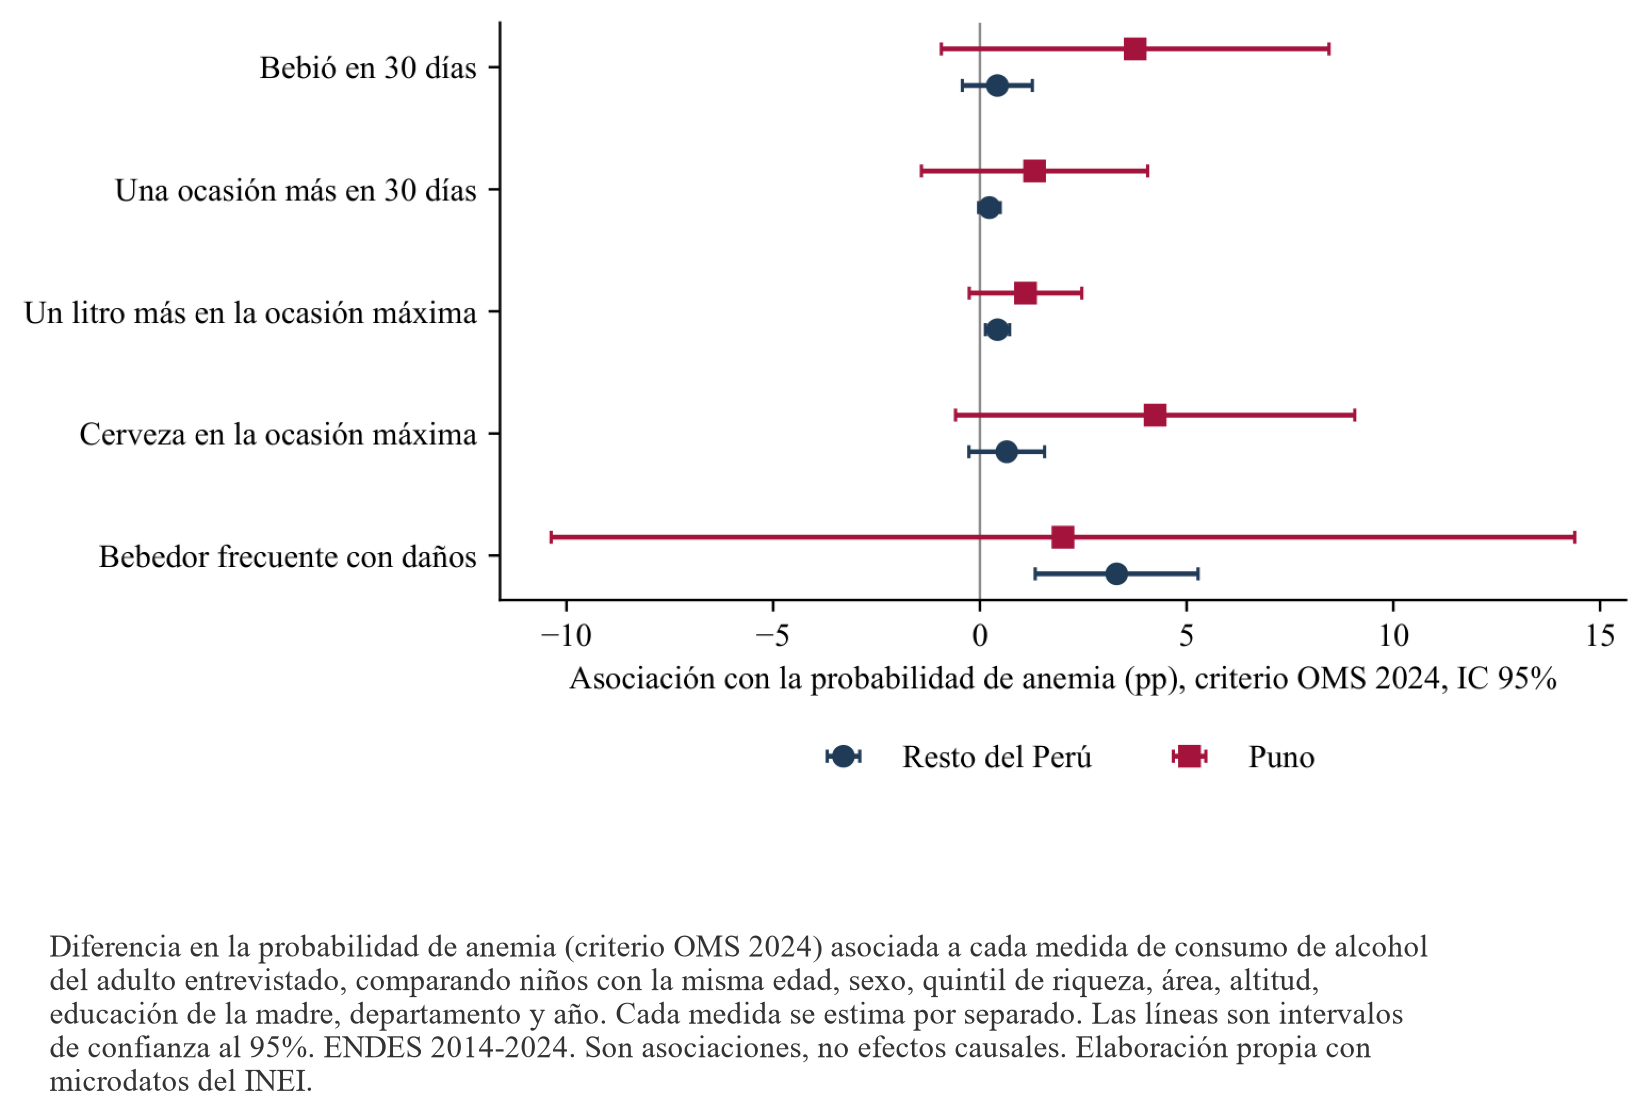 Bebió en 30 días
Una ocasión más en 30 días
Un litro más en la ocasión máxima
Cerveza en la ocasión máxima
Bebedor frecuente con daños
−10 −5 0 5 10 15
Asociación con la probabilidad de anemia (pp), criterio OMS 2024, IC 95%
Resto del Perú Puno
Diferencia en la probabilidad de anemia (criterio OMS 2024) asociada a cada medida de consumo de alcohol
del adulto entrevistado, comparando niños con la misma edad, sexo, quintil de riqueza, área, altitud,
educación de la madre, departamento y año. Cada medida se estima por separado. Las líneas son intervalos
de confianza al 95%. ENDES 2014-2024. Son asociaciones, no efectos causales. Elaboración propia con
microdatos del INEI.